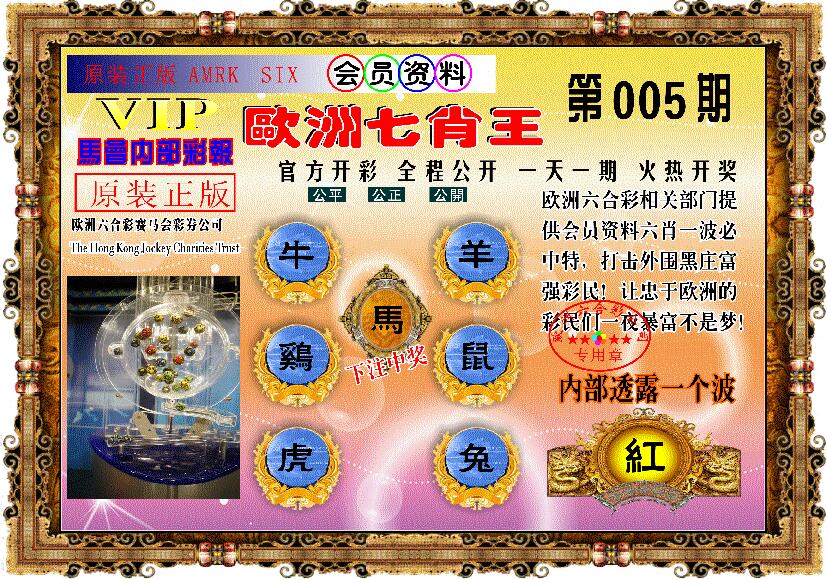 原装正版 AMRK SIX
会员资料
第005期
VIP
歐洲七肖王
馬會内部彩報
官方开彩 全程公开 一天一期 火热开奖
原装正版
公平 公正 公開
欧洲六合彩赛马会彩券公司
The Hong Kong Jockey Charities Trust
欧洲六合彩相关部门提
供会员资料六肖一波必
中特，打击外围黑庄富
强彩民！让忠于欧洲的
彩民们一夜暴富不是梦！
牛
羊
馬
下注中奖
鷄
鼠
虎
兔
专用章
内部透露一个波
紅